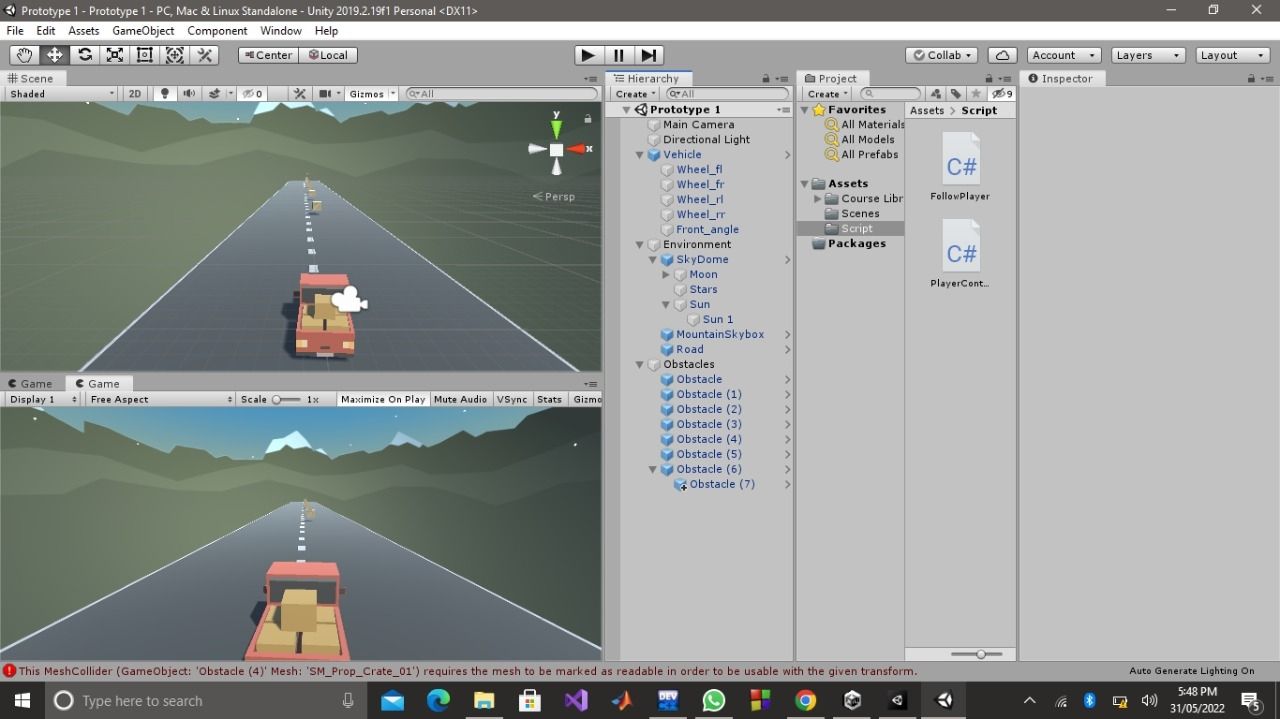 Prototype 1 - Prototype 1 - PC, Mac & Linux Standalone - Unity 2019.2.19f1 Personal <DX11>
File Edit Assets GameObject Component Window Help
Center Local Collab Account Layers Layout
Scene
Shaded 2D 0 Gizmos All
y
x
Persp
Game Game
Display 1 Free Aspect Scale 1x Maximize On Play Mute Audio VSync Stats Gizmo
Hierarchy
Create All
Prototype 1
Main Camera
Directional Light
Vehicle
Wheel_fl
Wheel_fr
Wheel_rl
Wheel_rr
Front_angle
Environment
SkyDome
Moon
Stars
Sun
Sun 1
MountainSkybox
Road
Obstacles
Obstacle
Obstacle (1)
Obstacle (2)
Obstacle (3)
Obstacle (4)
Obstacle (5)
Obstacle (6)
Obstacle (7)
Project
Create 9
Favorites
All Materials
All Models
All Prefabs
Assets
Course Libr
Scenes
Script
Packages
Assets > Script
C#
FollowPlayer
C#
PlayerCont...
Inspector
This MeshCollider (GameObject: 'Obstacle (4)' Mesh: 'SM_Prop_Crate_01') requires the mesh to be marked as readable in order to be usable with the given transform.
Auto Generate Lighting On
Type here to search
DEV
5:48 PM
31/05/2022
5